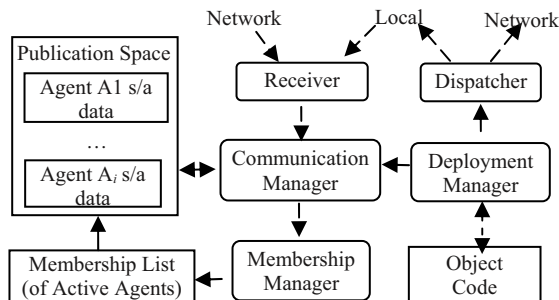 Network
Local
Network
Publication Space
Agent A1 s/a
data
…
Agent Ai s/a
data
Receiver
Dispatcher
Communication
Manager
Deployment
Manager
Membership List
(of Active Agents)
Membership
Manager
Object
Code